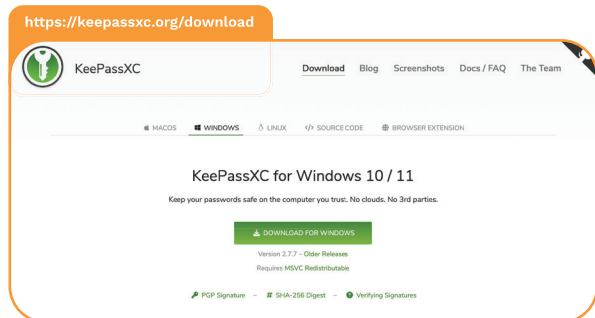 https://keepassxc.org/download
KeePassXC
Download Blog Screenshots Docs / FAQ The Team
MACOS WINDOWS LINUX </> SOURCE CODE BROWSER EXTENSION
KeePassXC for Windows 10 / 11
Keep your passwords safe on the computer you trust. No clouds. No 3rd parties.
DOWNLOAD FOR WINDOWS
Version 2.7.7 – Older Releases
Requires MSVC Redistributable
PGP Signature – # SHA-256 Digest – Verifying Signatures